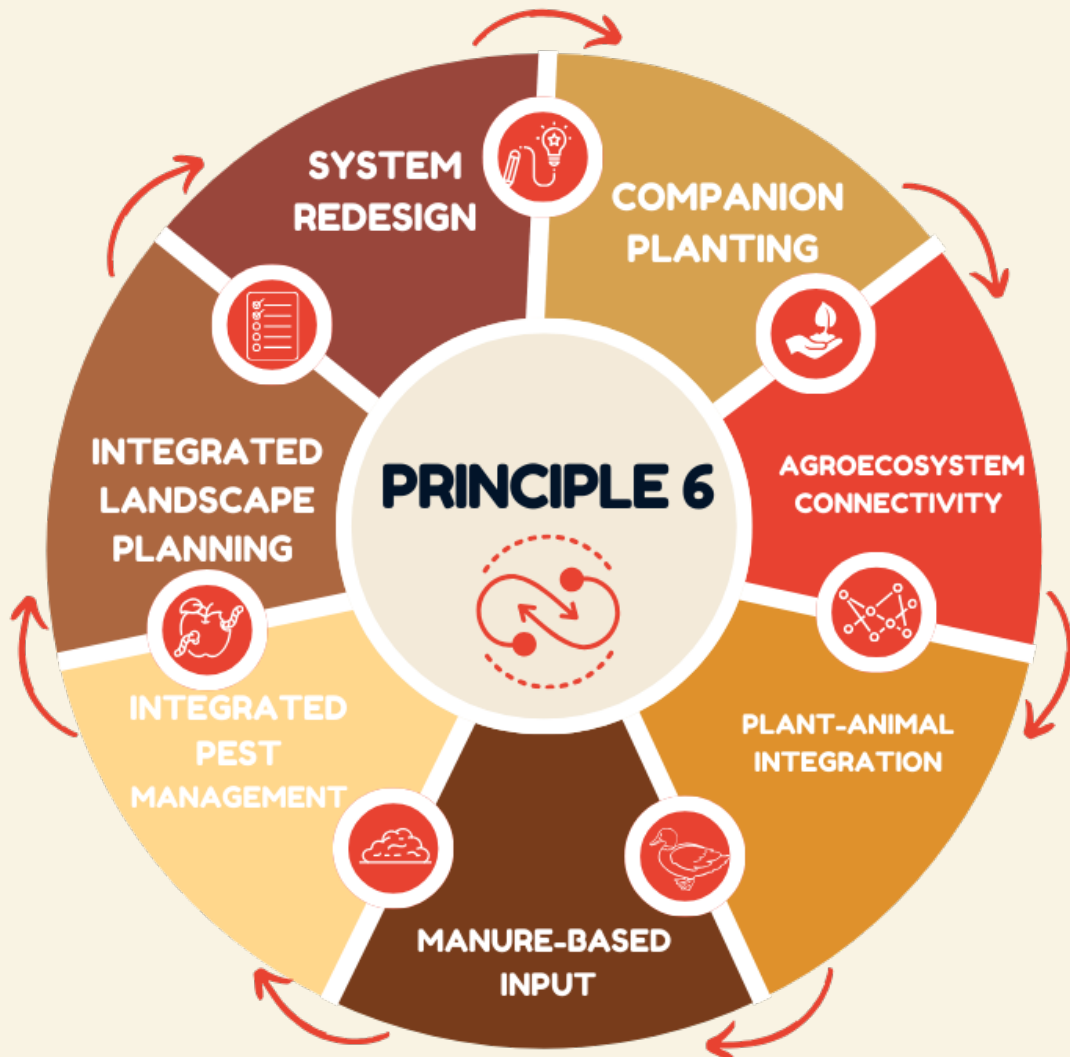 SYSTEM
REDESIGN
COMPANION
PLANTING
AGROECOSYSTEM
CONNECTIVITY
PLANT-ANIMAL
INTEGRATION
MANURE-BASED
INPUT
INTEGRATED
PEST
MANAGEMENT
INTEGRATED
LANDSCAPE
PLANNING
PRINCIPLE 6